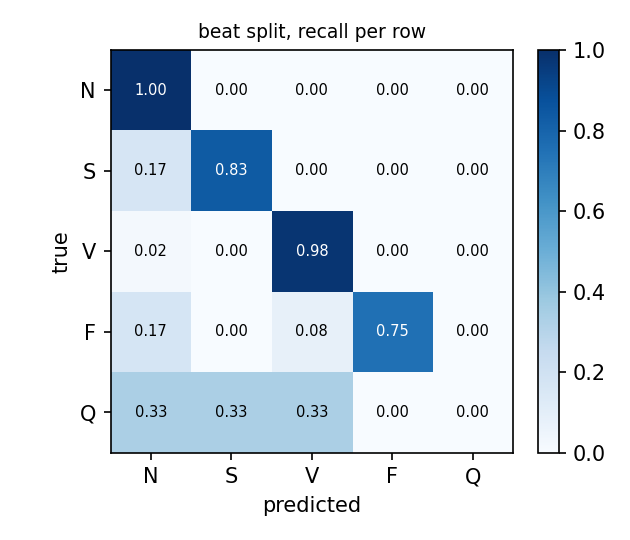 beat split, recall per row
N 1.00 0.00 0.00 0.00 0.00 1.0
S 0.17 0.83 0.00 0.00 0.00 0.8
V 0.02 0.00 0.98 0.00 0.00 0.6
F 0.17 0.00 0.08 0.75 0.00 0.4
Q 0.33 0.33 0.33 0.00 0.00 0.2
0.0
true
N S V F Q
predicted